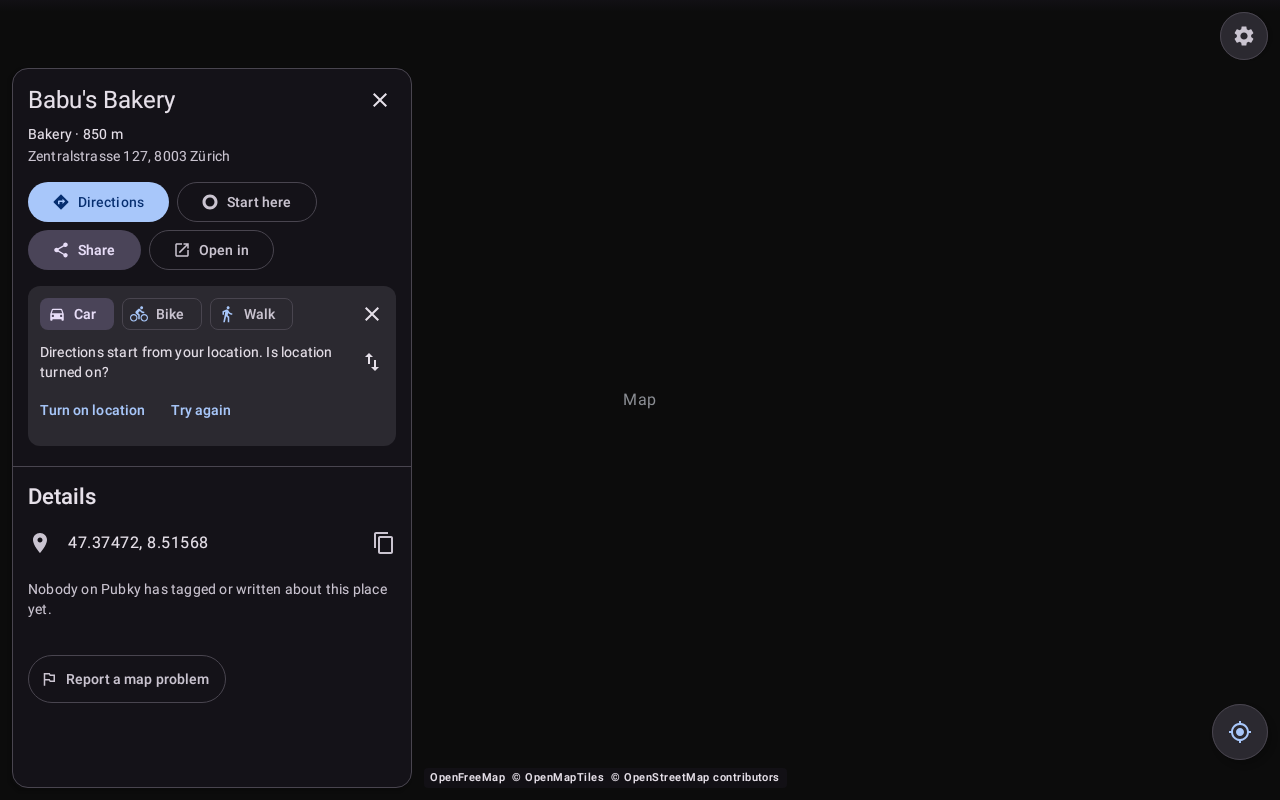 Babu's Bakery
Bakery · 850 m
Zentralstrasse 127, 8003 Zürich
Directions
Start here
Share
Open in
Car
Bike
Walk
Directions start from your location. Is location
turned on?
Turn on location
Try again
Map
Details
47.37472, 8.51568
Nobody on Pubky has tagged or written about this place
yet.
Report a map problem
OpenFreeMap © OpenMapTiles © OpenStreetMap contributors